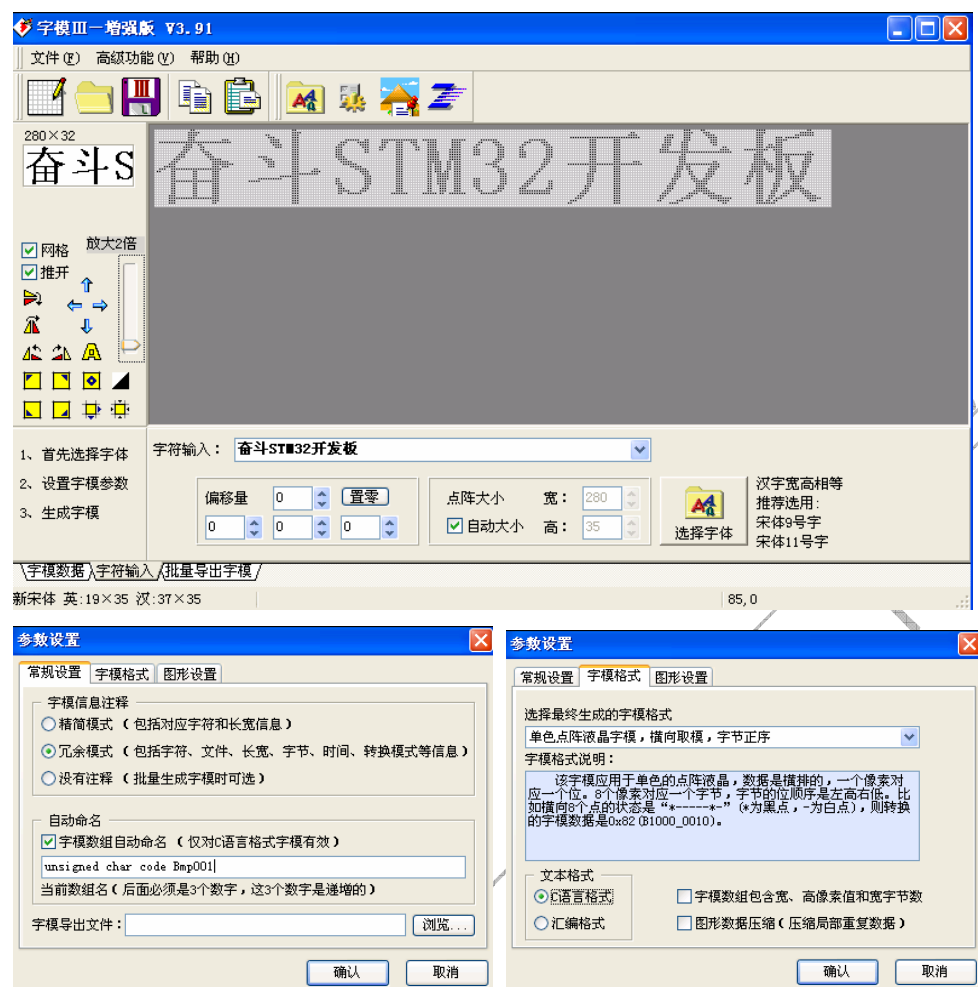 字模III－增强版 V3.91
文件(F) 高级功能(V) 帮助(H)
280×32
奋斗S
奋斗STM32开发板
网格 放大2倍
推开
1、首先选择字体
2、设置字模参数
3、生成字模
字符输入： 奋斗STM32开发板
偏移量 0 置零
0 0 0
点阵大小 宽： 280
自动大小 高： 35
选择字体
汉字宽高相等
推荐选用:
宋体9号字
宋体11号字
字模数据 字符输入 批量导出字模
新宋体 英:19×35 汉:37×35 85,0
参数设置
常规设置 字模格式 图形设置
字模信息注释
精简模式（包括对应字符和长宽信息）
冗余模式（包括字符、文件、长宽、字节、时间、转换模式等信息）
没有注释（批量生成字模时可选）
自动命名
字模数组自动命名（仅对C语言格式字模有效）
unsigned char code Bmp001
当前数组名(后面必须是3个数字，这3个数字是递增的)
字模导出文件： 浏览...
确认 取消
参数设置
常规设置 字模格式 图形设置
选择最终生成的字模格式
单色点阵液晶字模，横向取模，字节正序
字模格式说明：
该字模应用于单色的点阵液晶，数据是横排的，一个像素对
应一个位。8个像素对应一个字节，字节的位顺序是左高右低。比
如横向8个点的状态是“*-----*-”(*为黑点，-为白点)，则转换
的字模数据是0x82(B1000_0010)。
文本格式
C语言格式 字模数组包含宽、高像素值和宽字节数
汇编格式 图形数据压缩(压缩局部重复数据)
确认 取消